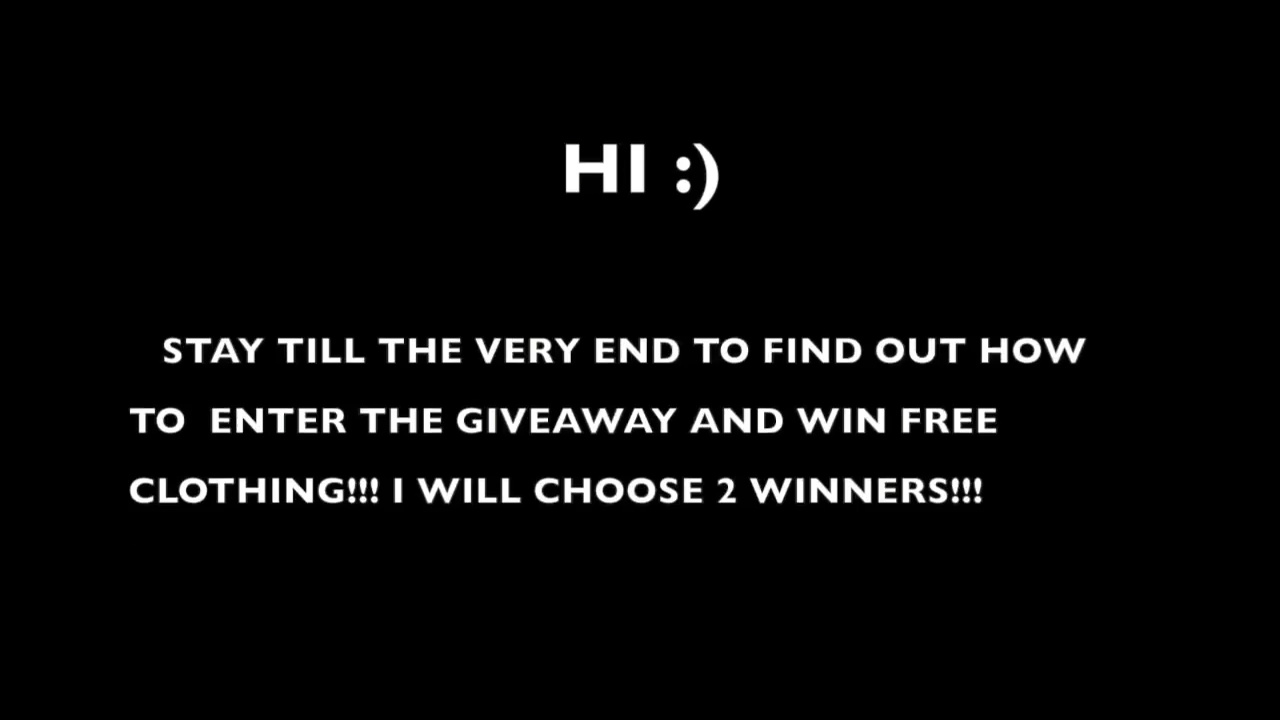 HI :)
STAY TILL THE VERY END TO FIND OUT HOW
TO ENTER THE GIVEAWAY AND WIN FREE
CLOTHING!!! I WILL CHOOSE 2 WINNERS!!!